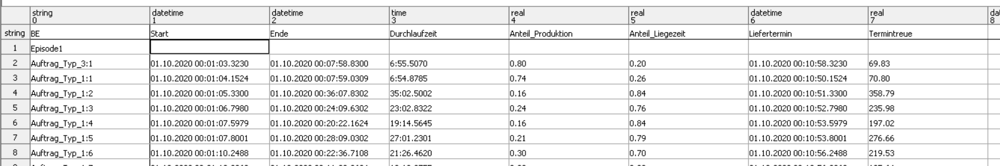 string datetime datetime time real real datetime real dat
0 1 2 3 4 5 6 7 8
string BE Start Ende Durchlaufzeit Anteil_Produktion Anteil_Liegezeit Liefertermin Termintreue
1 Episode1
2 Auftrag_Typ_3:1 01.10.2020 00:01:03.3230 01.10.2020 00:07:58.8300 6:55.5070 0.80 0.20 01.10.2020 00:10:58.3230 69.83
3 Auftrag_Typ_1:1 01.10.2020 00:01:04.1524 01.10.2020 00:07:59.0309 6:54.8785 0.74 0.26 01.10.2020 00:10:50.1524 70.80
4 Auftrag_Typ_1:2 01.10.2020 00:01:05.3300 01.10.2020 00:36:07.8302 35:02.5002 0.16 0.84 01.10.2020 00:10:51.3300 358.79
5 Auftrag_Typ_1:3 01.10.2020 00:01:06.7980 01.10.2020 00:24:09.6302 23:02.8322 0.24 0.76 01.10.2020 00:10:52.7980 235.98
6 Auftrag_Typ_1:4 01.10.2020 00:01:07.5979 01.10.2020 00:20:22.1624 19:14.5645 0.16 0.84 01.10.2020 00:10:53.5979 197.02
7 Auftrag_Typ_1:5 01.10.2020 00:01:07.8001 01.10.2020 00:28:09.0302 27:01.2301 0.21 0.79 01.10.2020 00:10:53.8001 276.66
8 Auftrag_Typ_1:6 01.10.2020 00:01:10.2488 01.10.2020 00:22:36.7108 21:26.4620 0.30 0.70 01.10.2020 00:10:56.2488 219.53